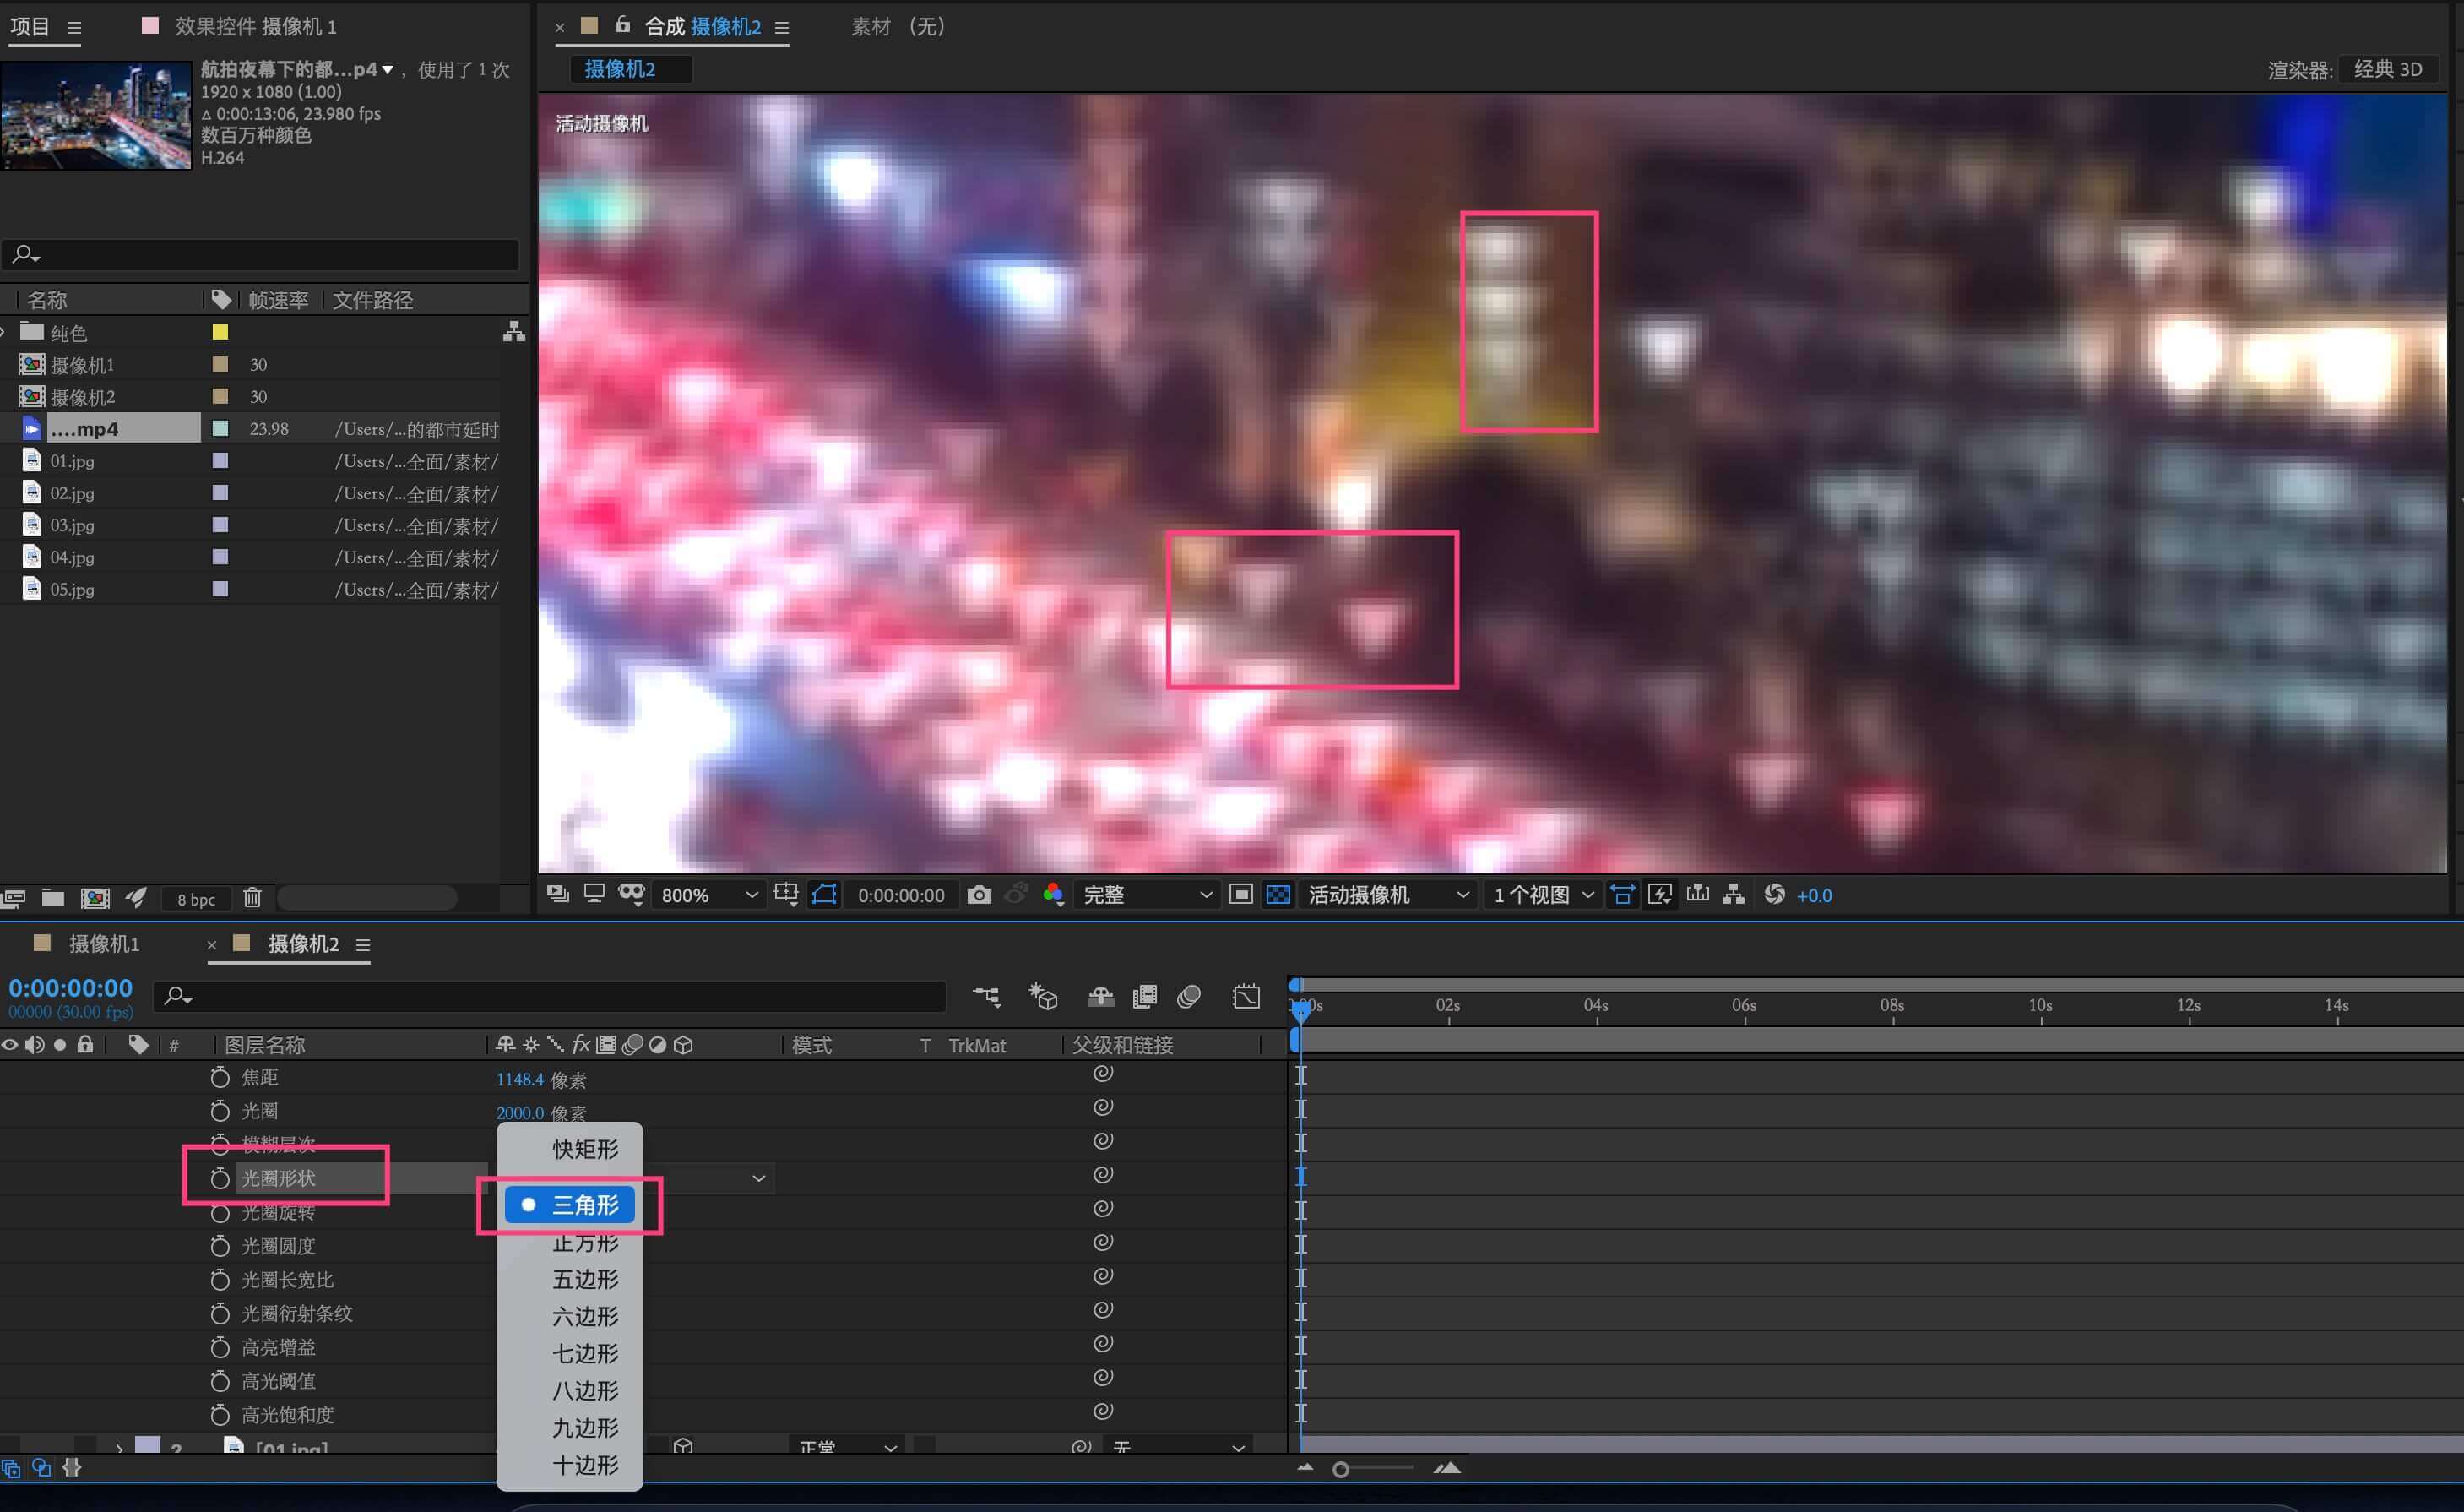 项目
效果控件 摄像机 1
合成 摄像机2
素材 (无)
航拍夜幕下的都...p4 , 使用了 1 次
1920 x 1080 (1.00)
Δ 0:00:13:06, 23.980 fps
数百万种颜色
H.264
摄像机2
渲染器: 经典 3D
活动摄像机
名称 帧速率 文件路径
纯色
摄像机1 30
摄像机2 30
....mp4 23.98 /Users/...的都市延时
01.jpg /Users/...全面/素材/
02.jpg /Users/...全面/素材/
03.jpg /Users/...全面/素材/
04.jpg /Users/...全面/素材/
05.jpg /Users/...全面/素材/
8 bpc
800% 0:00:00:00 完整 活动摄像机 1 个视图 +0.0
摄像机1 摄像机2
0:00:00:00
00000 (30.00 fps)
02s 04s 06s 08s 10s 12s 14s
# 图层名称 fx 模式 T TrkMat 父级和链接
焦距 1148.4 像素
光圈 2000.0 像素
模糊层次
光圈形状
光圈旋转
光圈圆度
光圈长宽比
光圈衍射条纹
高亮增益
高光阈值
高光饱和度
2 [01.jpg] 正常 无
快矩形
三角形
正方形
五边形
六边形
七边形
八边形
九边形
十边形